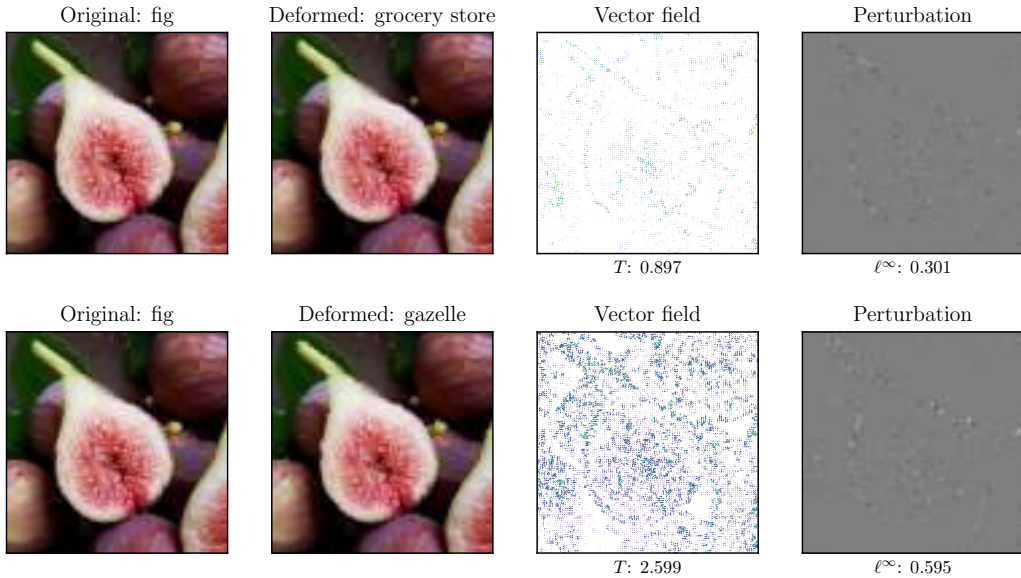 Original: fig
Deformed: grocery store
Vector field
Perturbation
T: 0.897
ℓ∞: 0.301
Original: fig
Deformed: gazelle
Vector field
Perturbation
T: 2.599
ℓ∞: 0.595